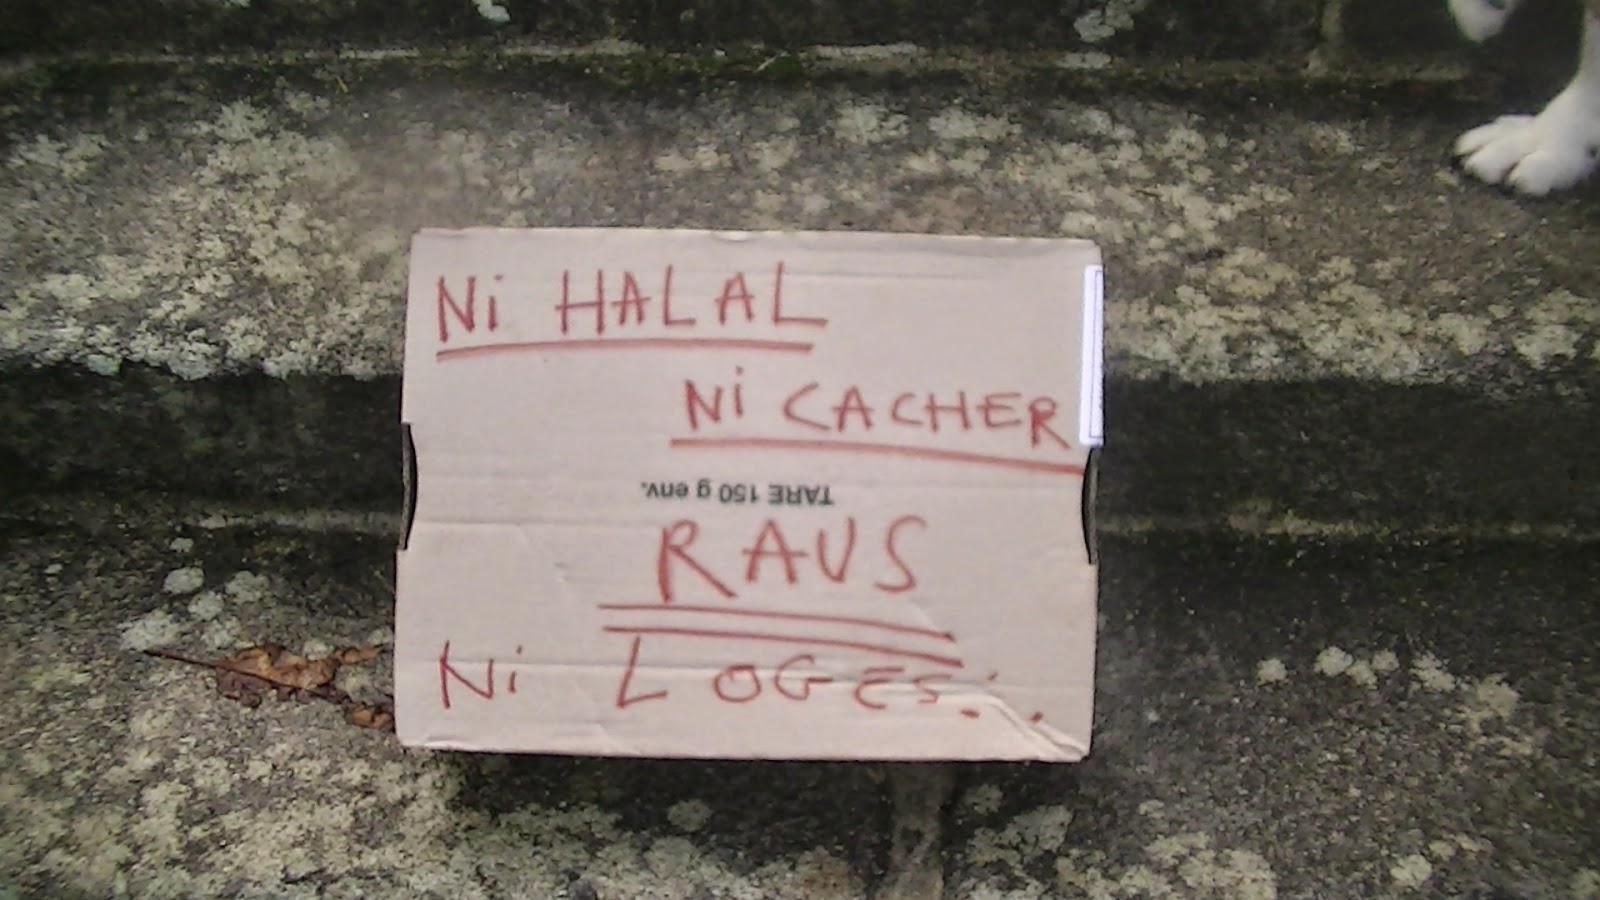 Ni HALAL
Ni CACHER
TARE 150 g env.
RAUS
Ni LOGES...